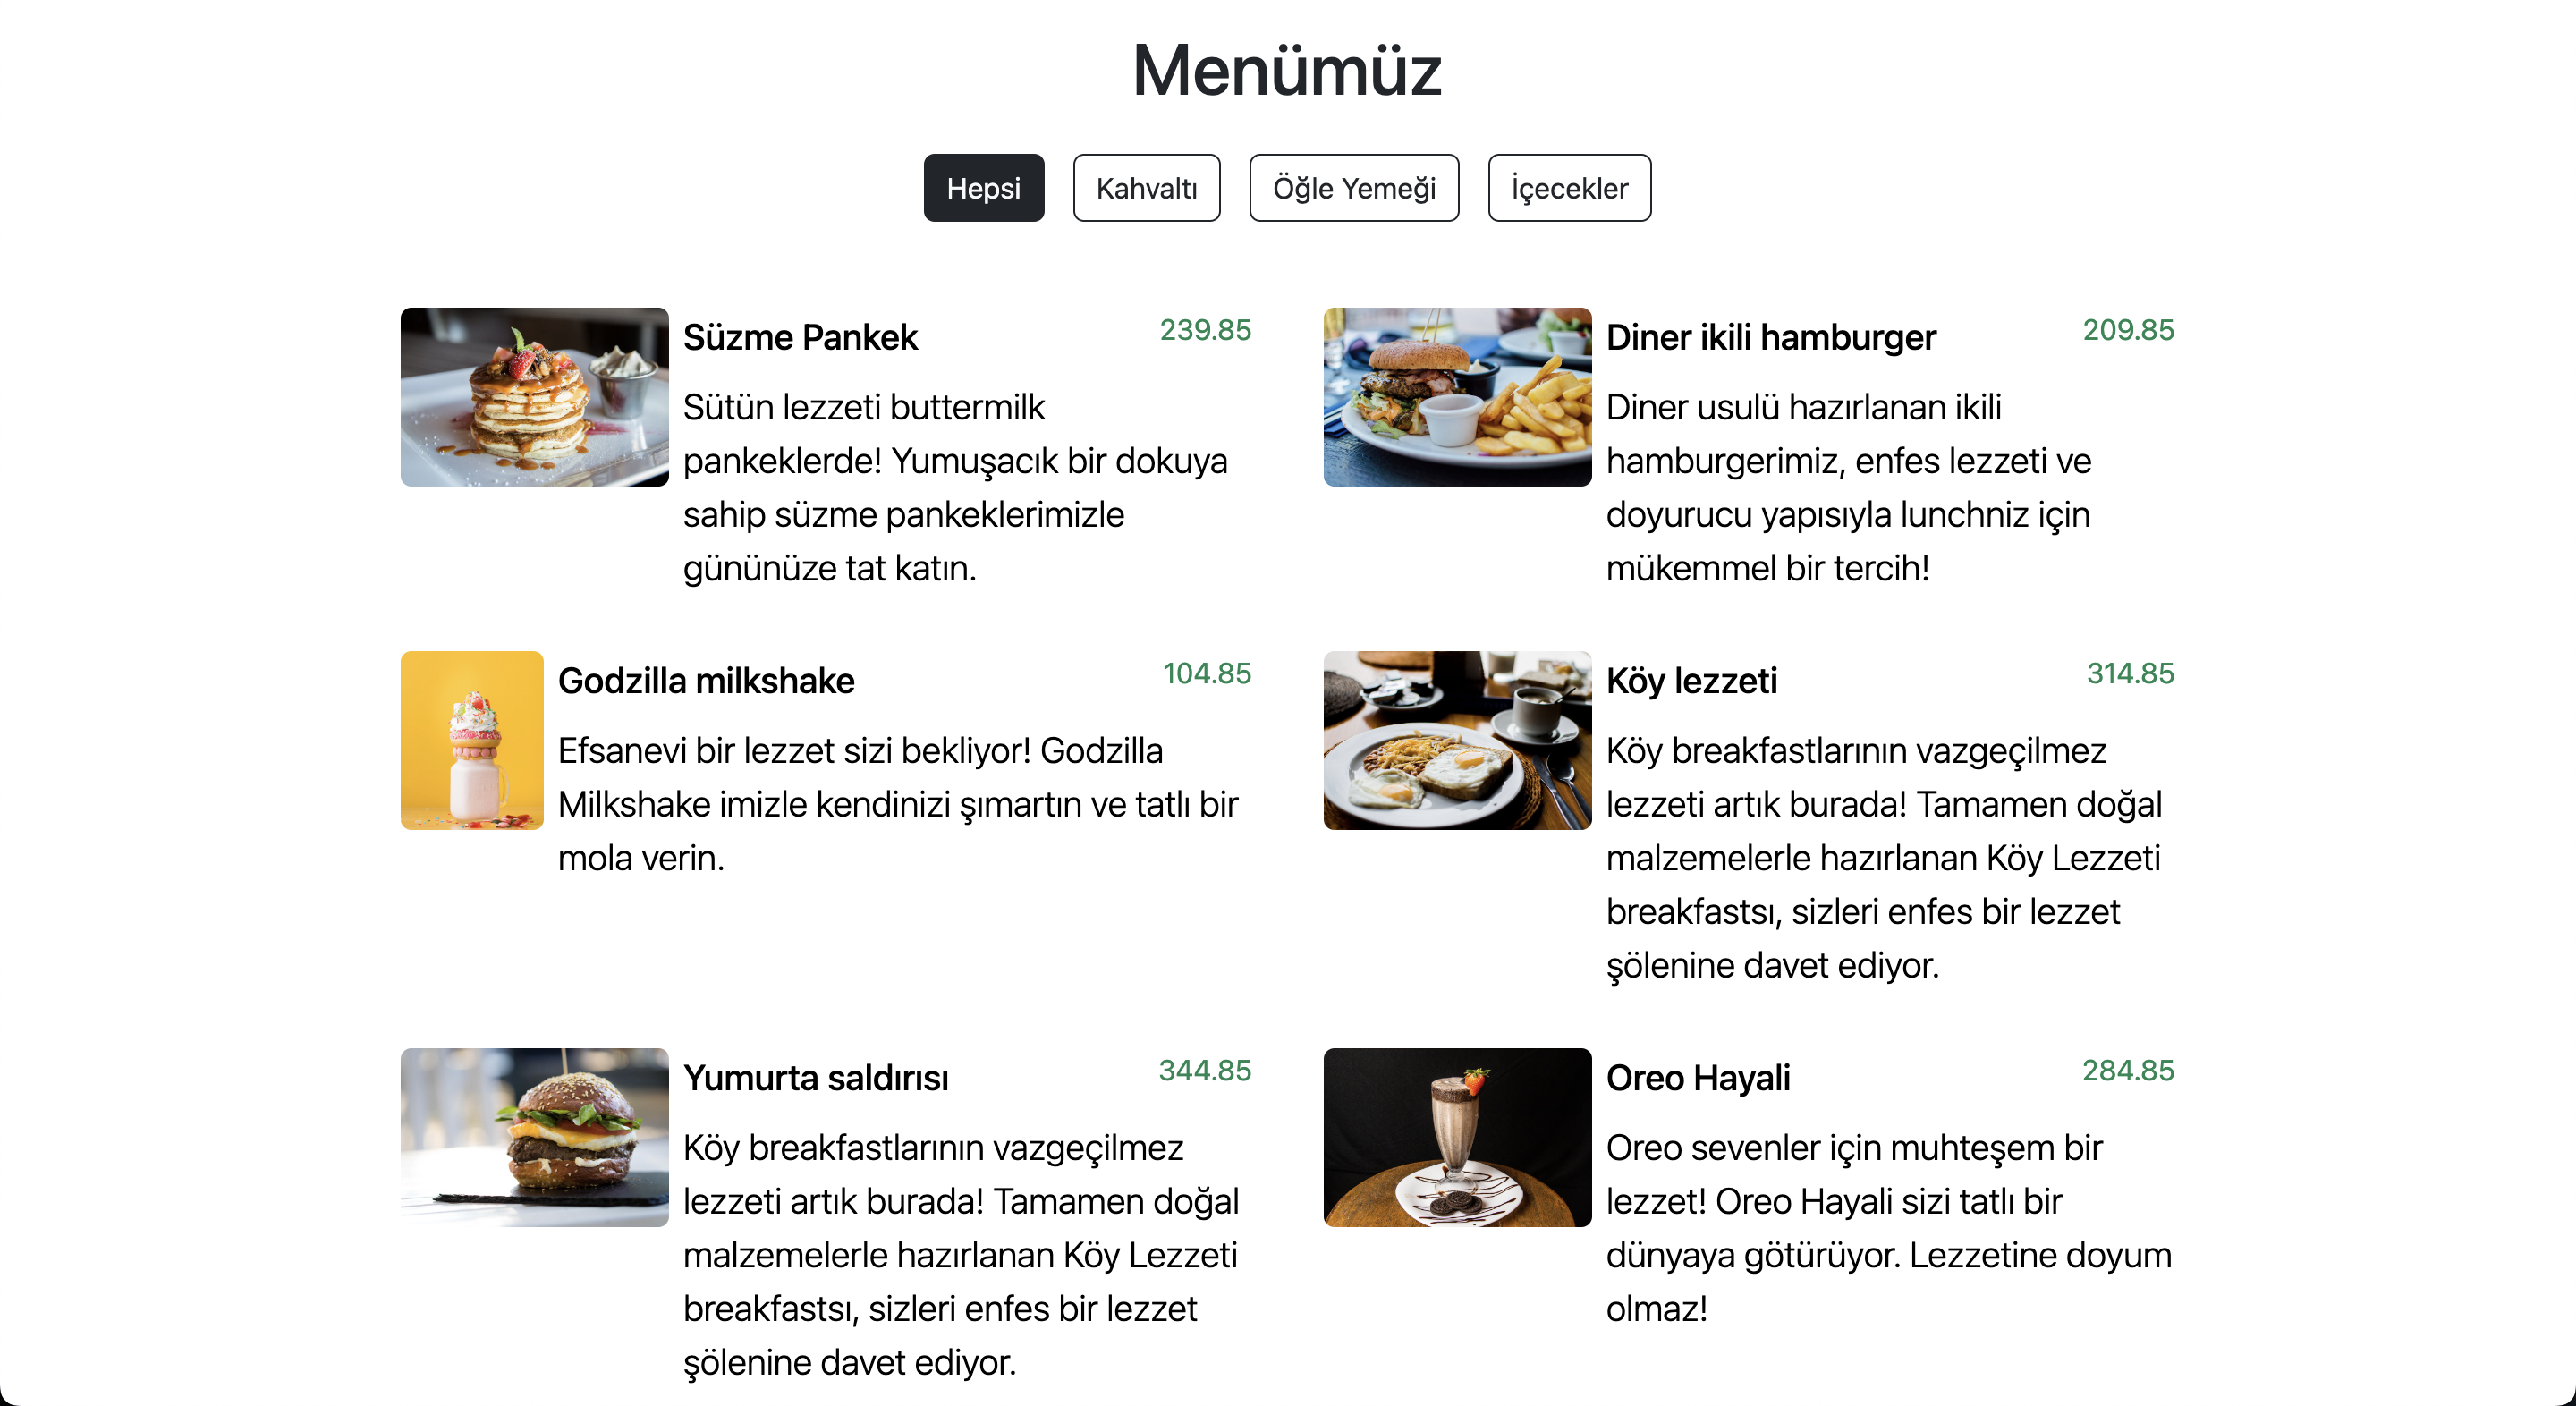 Menümüz
Hepsi
Kahvaltı
Öğle Yemeği
İçecekler
Süzme Pankek
239.85
Sütün lezzeti buttermilk
pankeklerde! Yumuşacık bir dokuya
sahip süzme pankeklerimizle
gününüze tat katın.
Diner ikili hamburger
209.85
Diner usulü hazırlanan ikili
hamburgerimiz, enfes lezzeti ve
doyurucu yapısıyla lunchniz için
mükemmel bir tercih!
Godzilla milkshake
104.85
Efsanevi bir lezzet sizi bekliyor! Godzilla
Milkshake imizle kendinizi şımartın ve tatlı bir
mola verin.
Köy lezzeti
314.85
Köy breakfastlarının vazgeçilmez
lezzeti artık burada! Tamamen doğal
malzemelerle hazırlanan Köy Lezzeti
breakfastsı, sizleri enfes bir lezzet
şölenine davet ediyor.
Yumurta saldırısı
344.85
Köy breakfastlarının vazgeçilmez
lezzeti artık burada! Tamamen doğal
malzemelerle hazırlanan Köy Lezzeti
breakfastsı, sizleri enfes bir lezzet
şölenine davet ediyor.
Oreo Hayali
284.85
Oreo sevenler için muhteşem bir
lezzet! Oreo Hayali sizi tatlı bir
dünyaya götürüyor. Lezzetine doyum
olmaz!